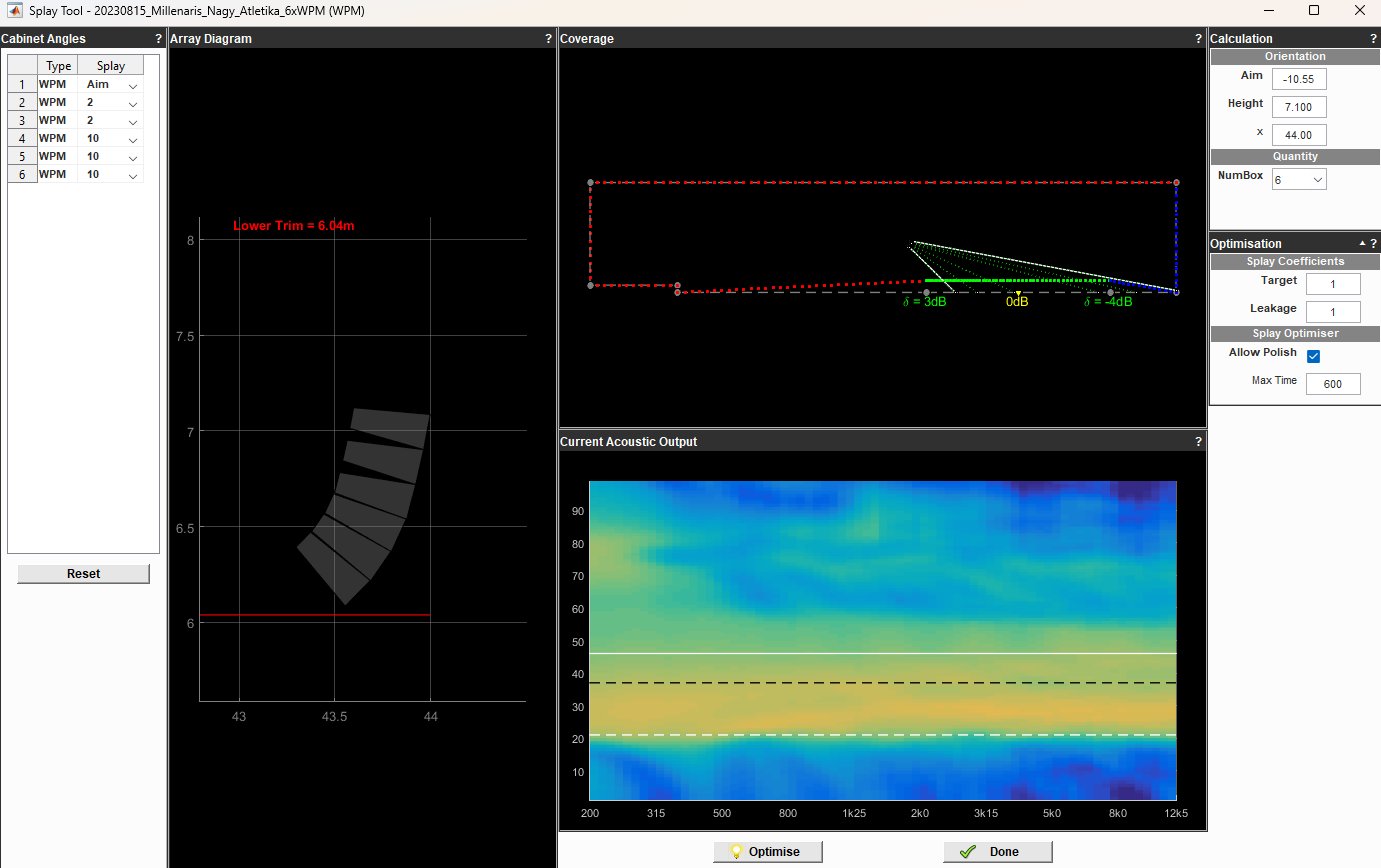 Splay Tool - 20230815_Millenaris_Nagy_Atletika_6xWPM (WPM)
Cabinet Angles ?
Type Splay
1 WPM Aim
2 WPM 2
3 WPM 2
4 WPM 10
5 WPM 10
6 WPM 10
Reset
Array Diagram ?
Lower Trim = 6.04m
8
7.5
7
6.5
6
43 43.5 44
Coverage ?
δ = 3dB 0dB δ = -4dB
Current Acoustic Output ?
90
80
70
60
50
40
30
20
10
200 315 500 800 1k25 2k0 3k15 5k0 8k0 12k5
Optimise Done
Calculation ?
Orientation
Aim -10.55
Height 7.100
x 44.00
Quantity
NumBox 6
Optimisation ?
Splay Coefficients
Target 1
Leakage 1
Splay Optimiser
Allow Polish
Max Time 600